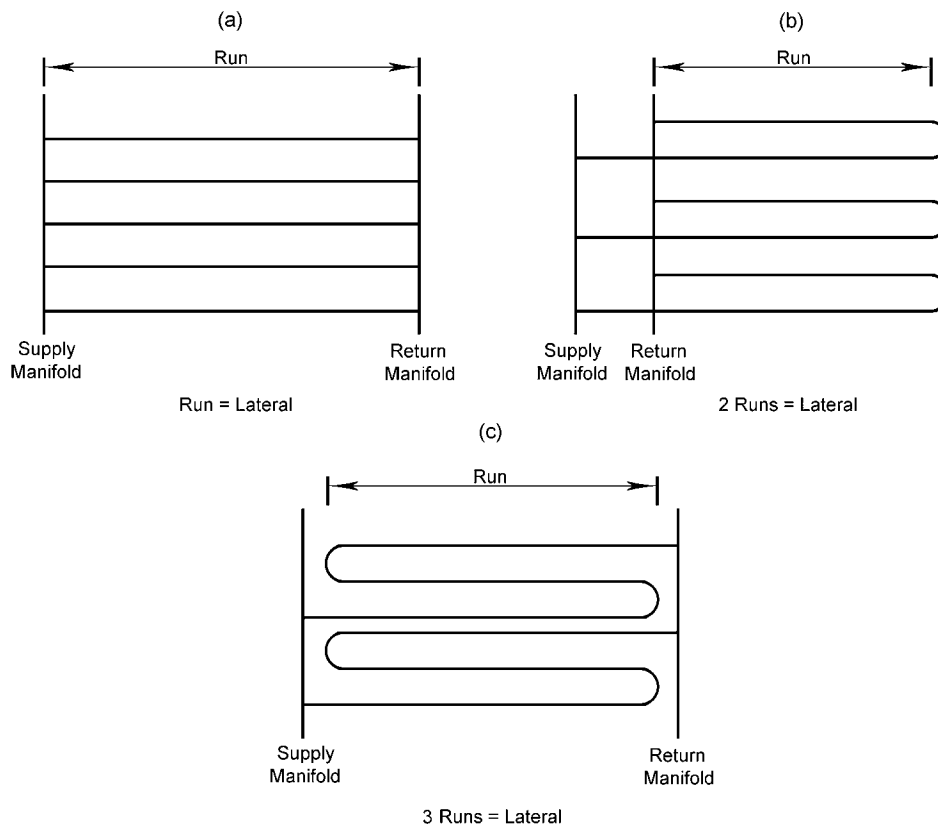 (a)
Run
Supply
Manifold
Return
Manifold
Run = Lateral
(b)
Run
Supply
Manifold
Return
Manifold
2 Runs = Lateral
(c)
Run
Supply
Manifold
Return
Manifold
3 Runs = Lateral